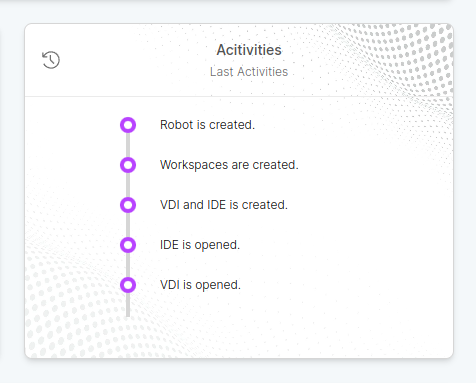 Acitivities
Last Activities
Robot is created.
Workspaces are created.
VDI and IDE is created.
IDE is opened.
VDI is opened.